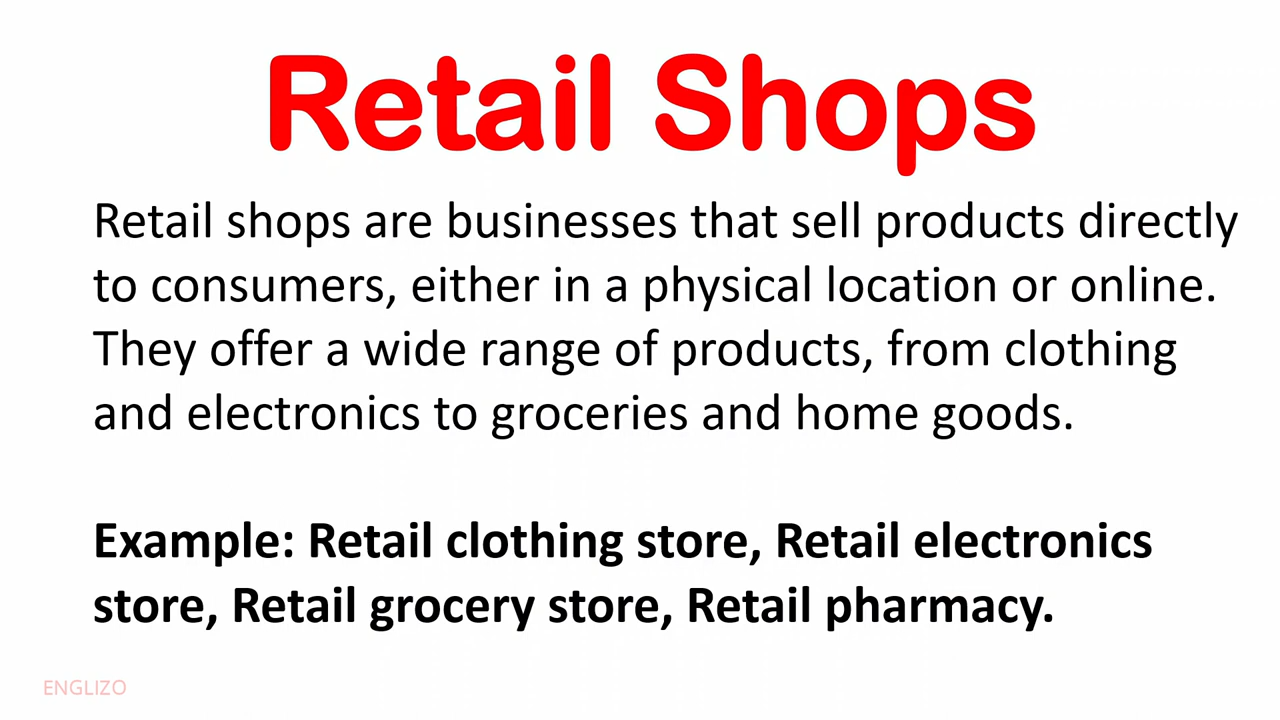 Retail Shops
Retail shops are businesses that sell products directly
to consumers, either in a physical location or online.
They offer a wide range of products, from clothing
and electronics to groceries and home goods.
Example: Retail clothing store, Retail electronics
store, Retail grocery store, Retail pharmacy.
ENGLIZO